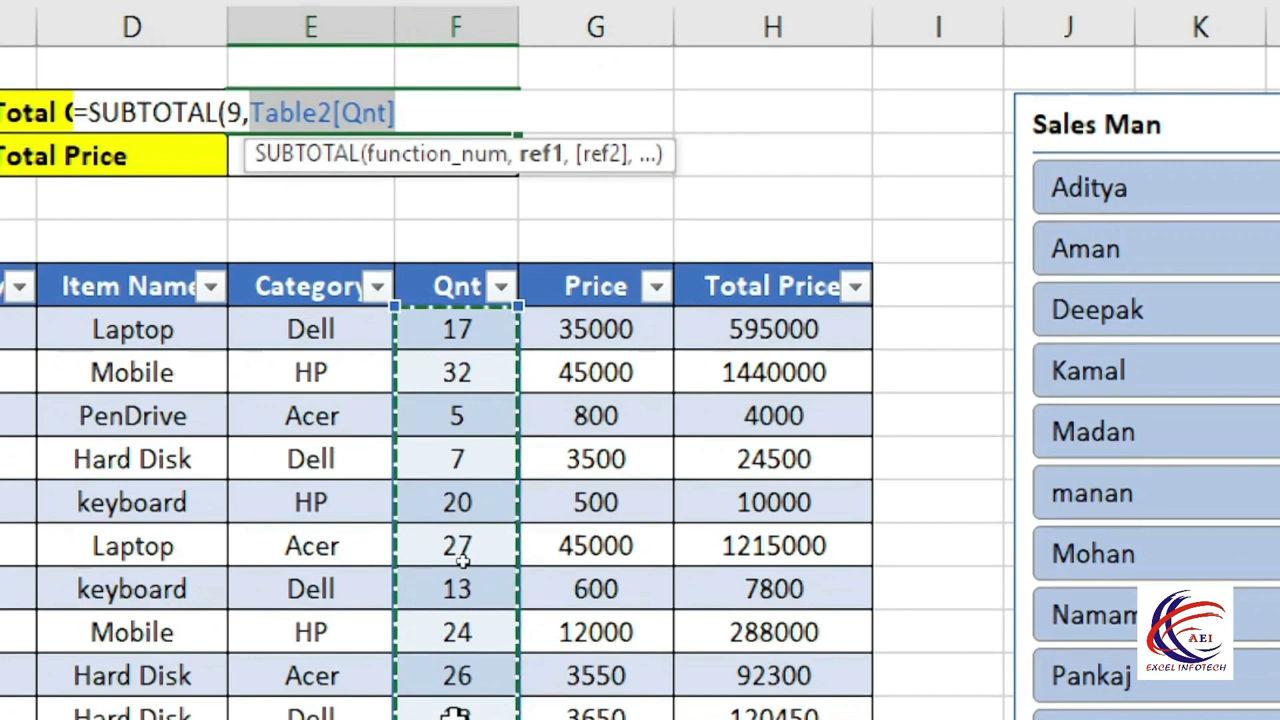 D E F G H I J K
Total =SUBTOTAL(9,Table2[Qnt]
Total Price
SUBTOTAL(function_num, ref1, [ref2], ...)
Sales Man
Aditya
Aman
Deepak
Kamal
Madan
manan
Mohan
Pankaj
Item Name Category Qnt Price Total Price
Laptop Dell 17 35000 595000
Mobile HP 32 45000 1440000
PenDrive Acer 5 800 4000
Hard Disk Dell 7 3500 24500
keyboard HP 20 500 10000
Laptop Acer 27 45000 1215000
keyboard Dell 13 600 7800
Mobile HP 24 12000 288000
Hard Disk Acer 26 3550 92300
Hard Disk Dell 3650 120450
AEI
EXCEL INFOTECH